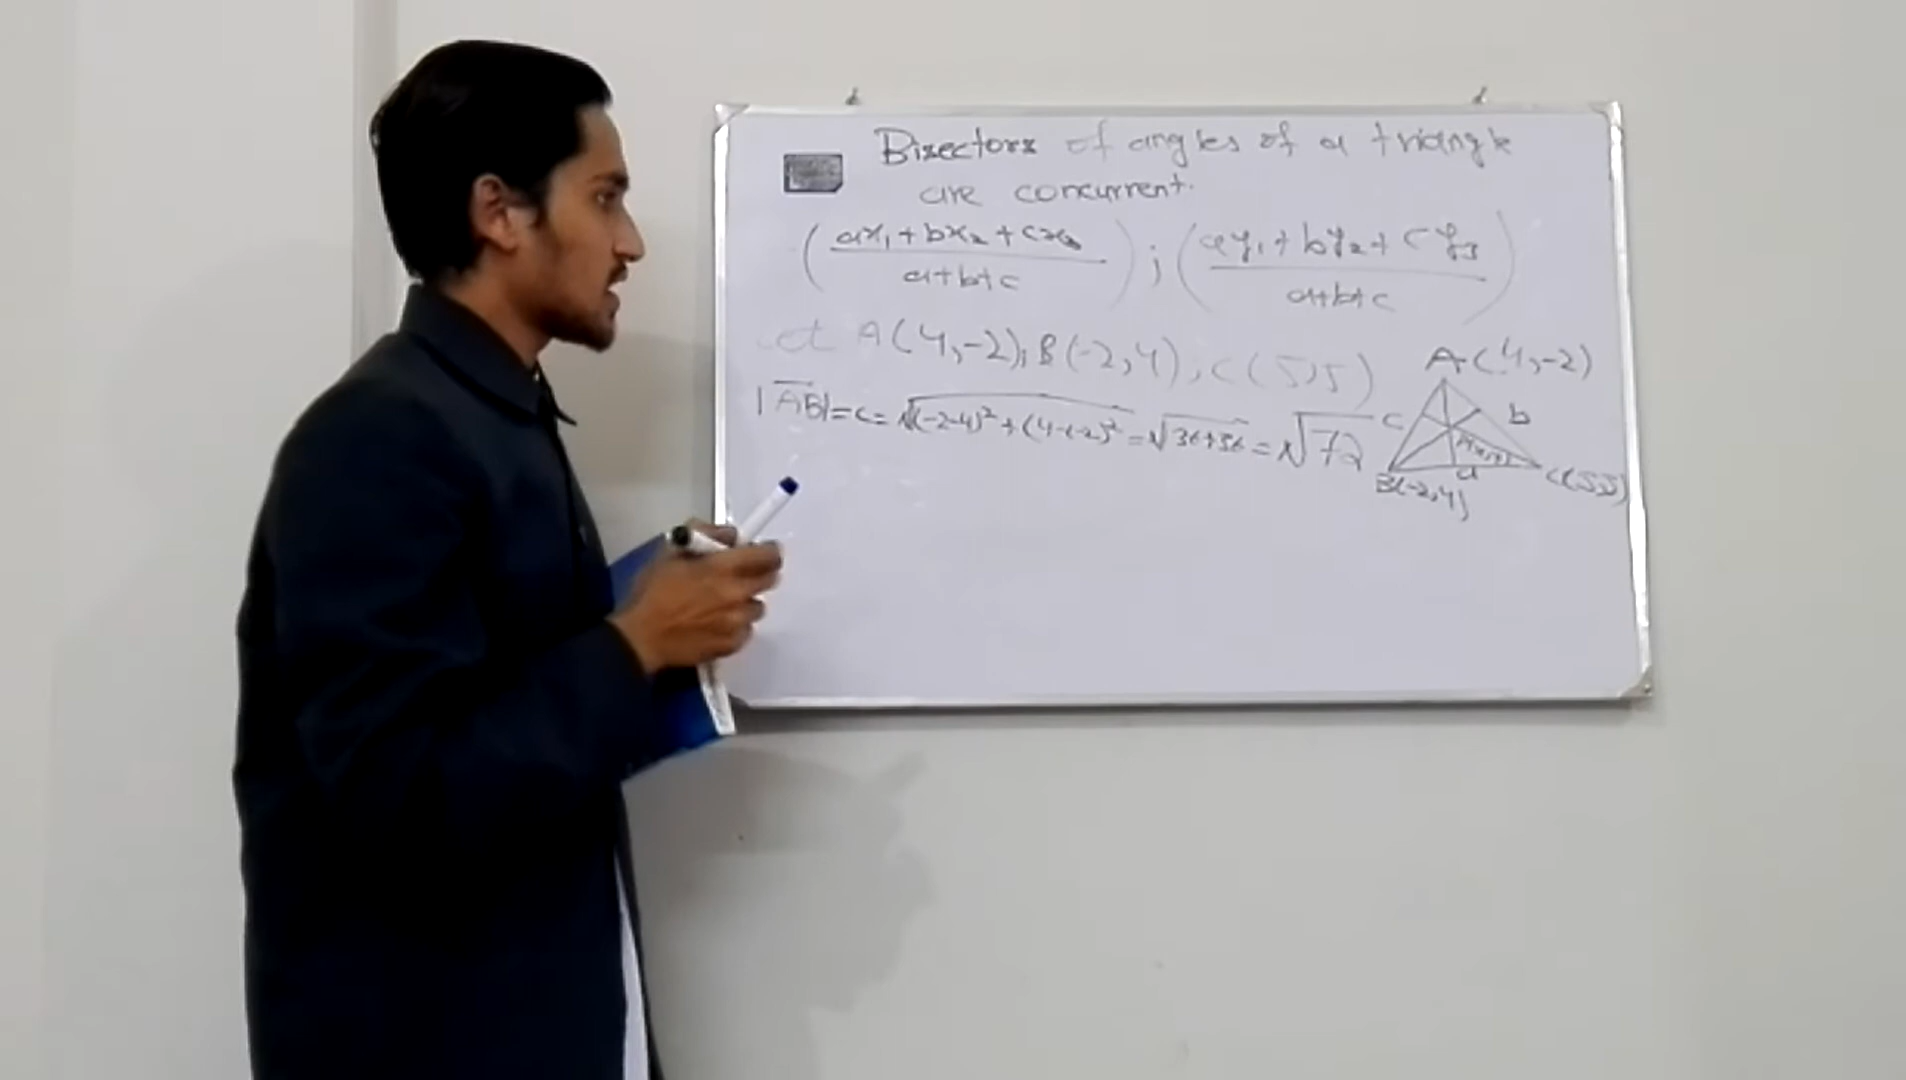 Bisectors of angles of a triangle
are concurrent.
(ax₁+bx₂+cx₃ / a+b+c) ; (ay₁+by₂+cy₃ / a+b+c)
et A(4,-2); B(-2,4), C(5,5)
|AB|=c=√(-2-4)²+(4-(-2)² = √36+36 = √72
A(4,-2)
c b
a
B(-2,4) C(5,5)